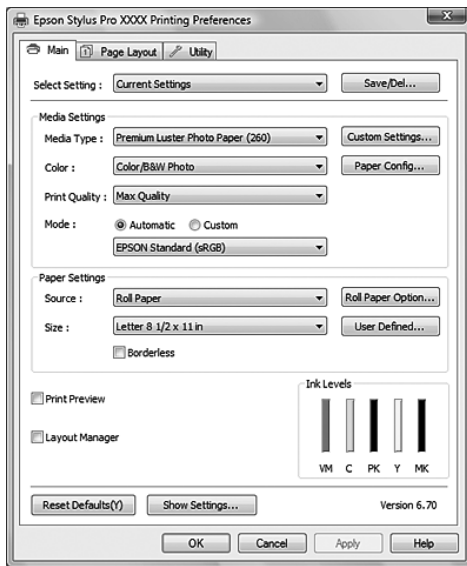 Epson Stylus Pro XXXX Printing Preferences
Main
Page Layout
Utility
Select Setting :
Current Settings
Save/Del...
Media Settings
Media Type :
Premium Luster Photo Paper (260)
Custom Settings...
Color :
Color/B&W Photo
Paper Config...
Print Quality :
Max Quality
Mode :
Automatic
Custom
EPSON Standard (sRGB)
Paper Settings
Source :
Roll Paper
Roll Paper Option...
Size :
Letter 8 1/2 x 11 in
User Defined...
Borderless
Print Preview
Layout Manager
Ink Levels
VM C PK Y MK
Reset Defaults(Y)
Show Settings...
Version 6.70
OK
Cancel
Apply
Help